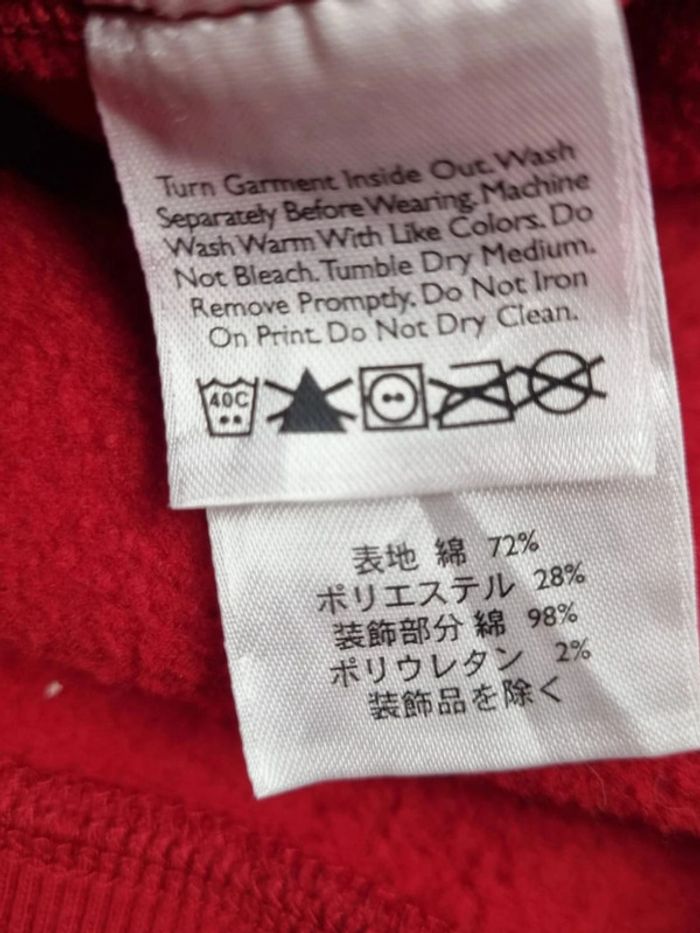 Turn Garment Inside Out. Wash
Separately Before Wearing. Machine
Wash Warm With Like Colors. Do
Not Bleach. Tumble Dry Medium.
Remove Promptly. Do Not Iron
On Print. Do Not Dry Clean.
40C
表地 綿 72%
ポリエステル 28%
装飾部分 綿 98%
ポリウレタン 2%
装飾品を除く